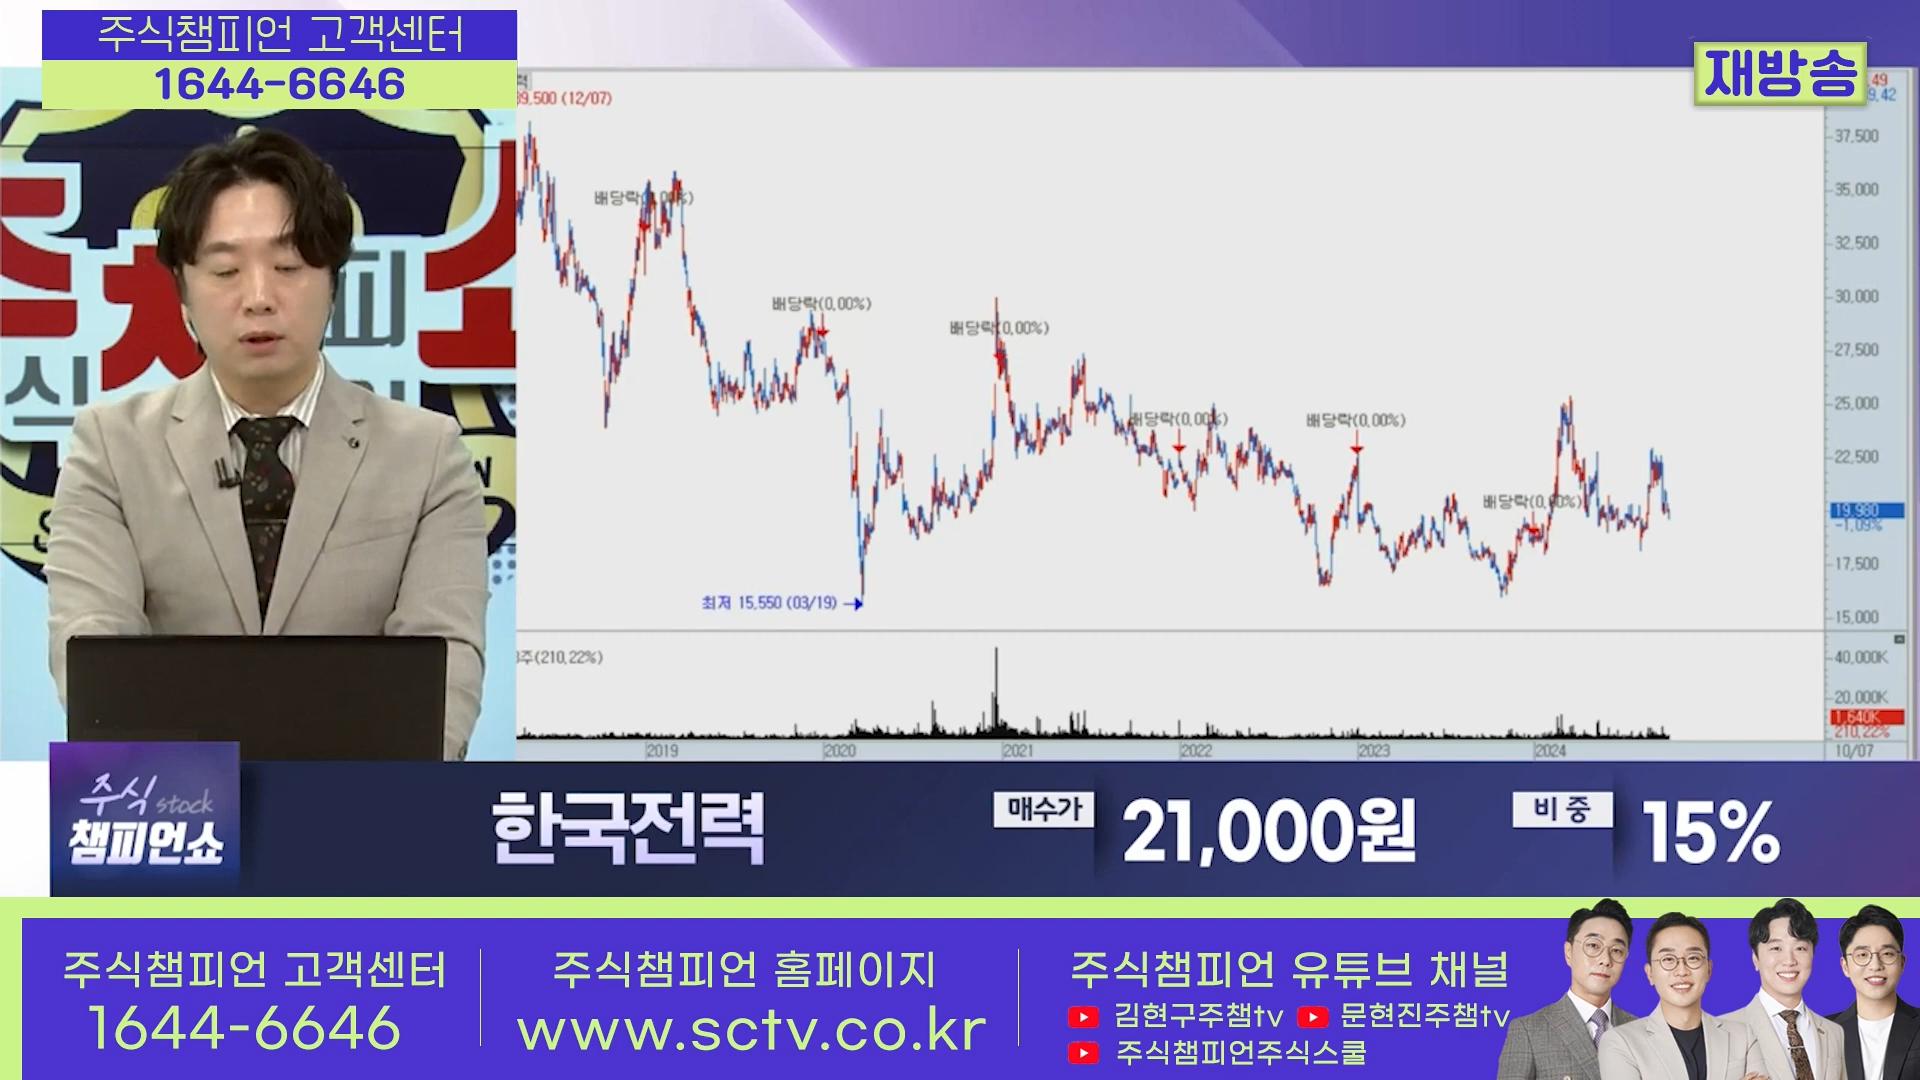 주식챔피언 고객센터
1644-6646
재방송
39,500 (12/07)
배당락(0,00%)
배당락(0,00%)
배당락(0,00%)
배당락(0,00%)
배당락(0,00%)
배당락(0,00%)
최저 15,550 (03/19)
37,500
35,000
32,500
30,000
27,500
25,000
22,500
19,980
-1,09%
17,500
15,000
주(210,22%)
40,000K
20,000K
1,640K
210,22%
2019
2020
2021
2022
2023
2024
10/07
주식 stock
챔피언쇼
한국전력
매수가
21,000원
비중
15%
주식챔피언 고객센터
1644-6646
주식챔피언 홈페이지
www.sctv.co.kr
주식챔피언 유튜브 채널
김현구주챔tv
문현진주챔tv
주식챔피언주식스쿨